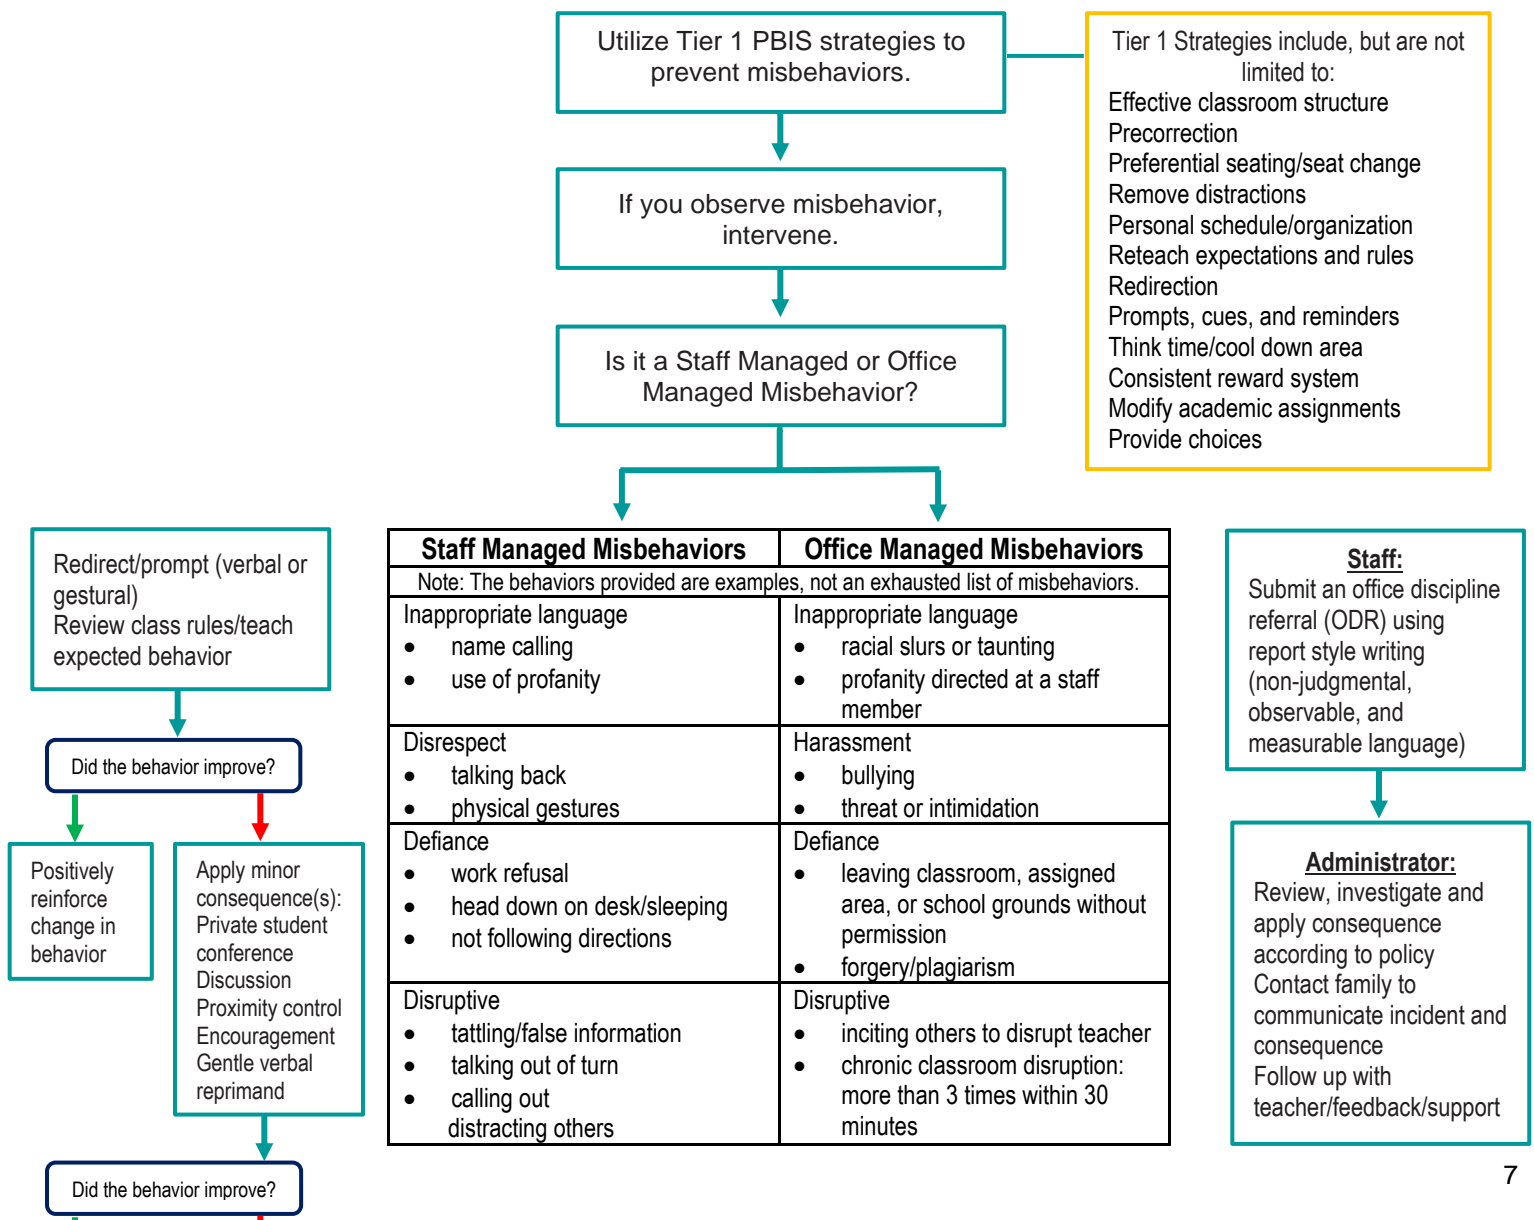 Utilize Tier 1 PBIS strategies to
prevent misbehaviors.
Tier 1 Strategies include, but are not
limited to:
Effective classroom structure
Precorrection
Preferential seating/seat change
Remove distractions
Personal schedule/organization
Reteach expectations and rules
Redirection
Prompts, cues, and reminders
Think time/cool down area
Consistent reward system
Modify academic assignments
Provide choices
If you observe misbehavior,
intervene.
Is it a Staff Managed or Office
Managed Misbehavior?
Redirect/prompt (verbal or
gestural)
Review class rules/teach
expected behavior
Did the behavior improve?
Positively
reinforce
change in
behavior
Apply minor
consequence(s):
Private student
conference
Discussion
Proximity control
Encouragement
Gentle verbal
reprimand
Did the behavior improve?
Staff Managed Misbehaviors
Office Managed Misbehaviors
Note: The behaviors provided are examples, not an exhausted list of misbehaviors.
Inappropriate language
• name calling
• use of profanity
Inappropriate language
• racial slurs or taunting
• profanity directed at a staff
member
Disrespect
• talking back
• physical gestures
Harassment
• bullying
• threat or intimidation
Defiance
• work refusal
• head down on desk/sleeping
• not following directions
Defiance
• leaving classroom, assigned
area, or school grounds without
permission
• forgery/plagiarism
Disruptive
• tattling/false information
• talking out of turn
• calling out
distracting others
Disruptive
• inciting others to disrupt teacher
• chronic classroom disruption:
more than 3 times within 30
minutes
Staff:
Submit an office discipline
referral (ODR) using
report style writing
(non-judgmental,
observable, and
measurable language)
Administrator:
Review, investigate and
apply consequence
according to policy
Contact family to
communicate incident and
consequence
Follow up with
teacher/feedback/support
7